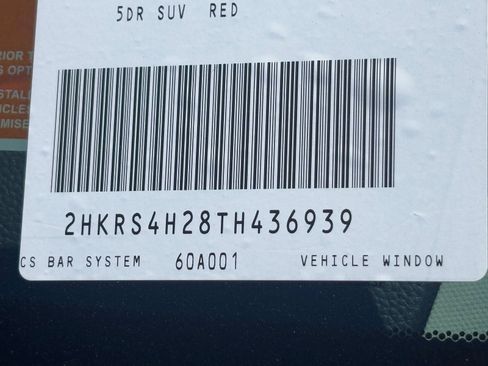 5DR SUV RED
2HKRS4H28TH436939
CS BAR SYSTEM 60A001 VEHICLE WINDOW